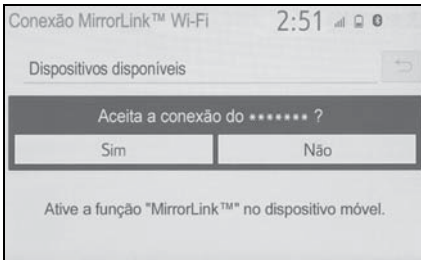 Conexão MirrorLink™ Wi-Fi 2:51
Dispositivos disponíveis
Aceita a conexão do ******* ?
Sim Não
Ative a função "MirrorLink™" no dispositivo móvel.